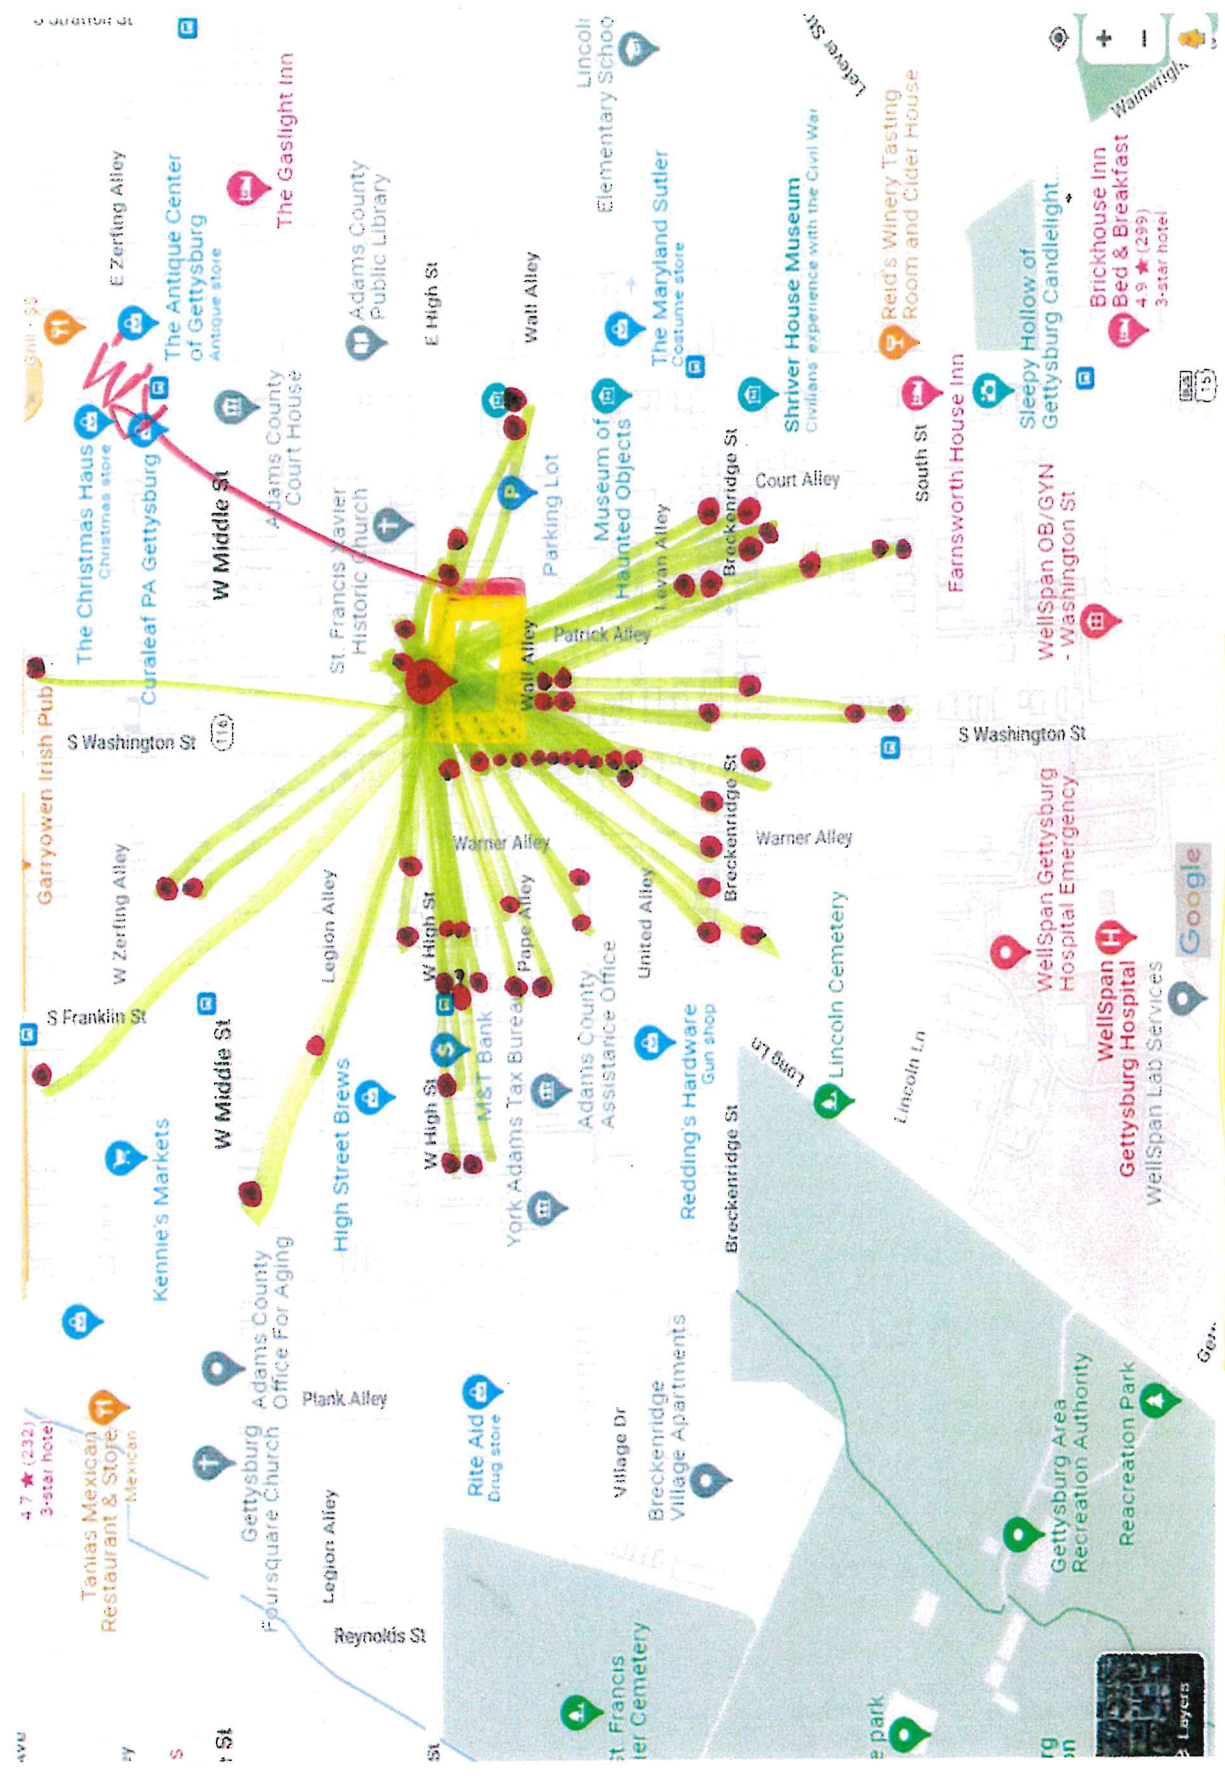 S Stratton St
E Zerfing Alley
The Antique Center
of Gettysburg
Antique store
The Gaslight Inn
Adams County
Public Library
E High St
Wall Alley
Elementary Schoo
The Maryland Sutler
Costume store
Lefever Str
Shriver House Museum
Civilians' experience with the Civil War
Reid's Winery Tasting
Room and Cider House
Sleepy Hollow of
Gettysburg Candlelight...
Wainwright
Brickhouse Inn
Bed & Breakfast
4.9 ★ (299)
3-star hotel
15
Grill · $$
The Christmas Haus
Christmas store
Curaleaf PA Gettysburg
W Middle St
Adams County
Court House
St. Francis Xavier
Historic Church
P
Parking Lot
Museum of
Haunted Objects
Levan Alley
Breckenridge St
Court Alley
South St
Farnsworth House Inn
WellSpan OB/GYN
- Washington St
Patrick Alley
Wall Alley
Garryowen Irish Pub
S Washington St
116
S Washington St
W Zerfing Alley
Legion Alley
Warner Alley
W High St
Pape Alley
United Alley
Breckenridge St
Warner Alley
Lincoln Cemetery
WellSpan Gettysburg
Hospital Emergency
H
WellSpan
Gettysburg Hospital
WellSpan Lab Services
Google
S Franklin St
W Middle St
Kennie's Markets
High Street Brews
W High St
$
M&T Bank
York Adams Tax Bureau
Adams County
Assistance Office
Redding's Hardware
Gun shop
Long Ln
Lincoln Ln
Breckenridge St
Adams County
Office For Aging
Plank Alley
4.7 ★ (232)
3-star hotel
Tanias Mexican
Restaurant & Store
Mexican
Gettysburg
Foursquare Church
Legion Alley
Rite Aid
Drug store
Village Dr
Breckenridge
Village Apartments
Gettysburg Area
Recreation Authority
Reacreation Park
Reynolds St
St. Francis
ier Cemetery
e park
Layers
St
St